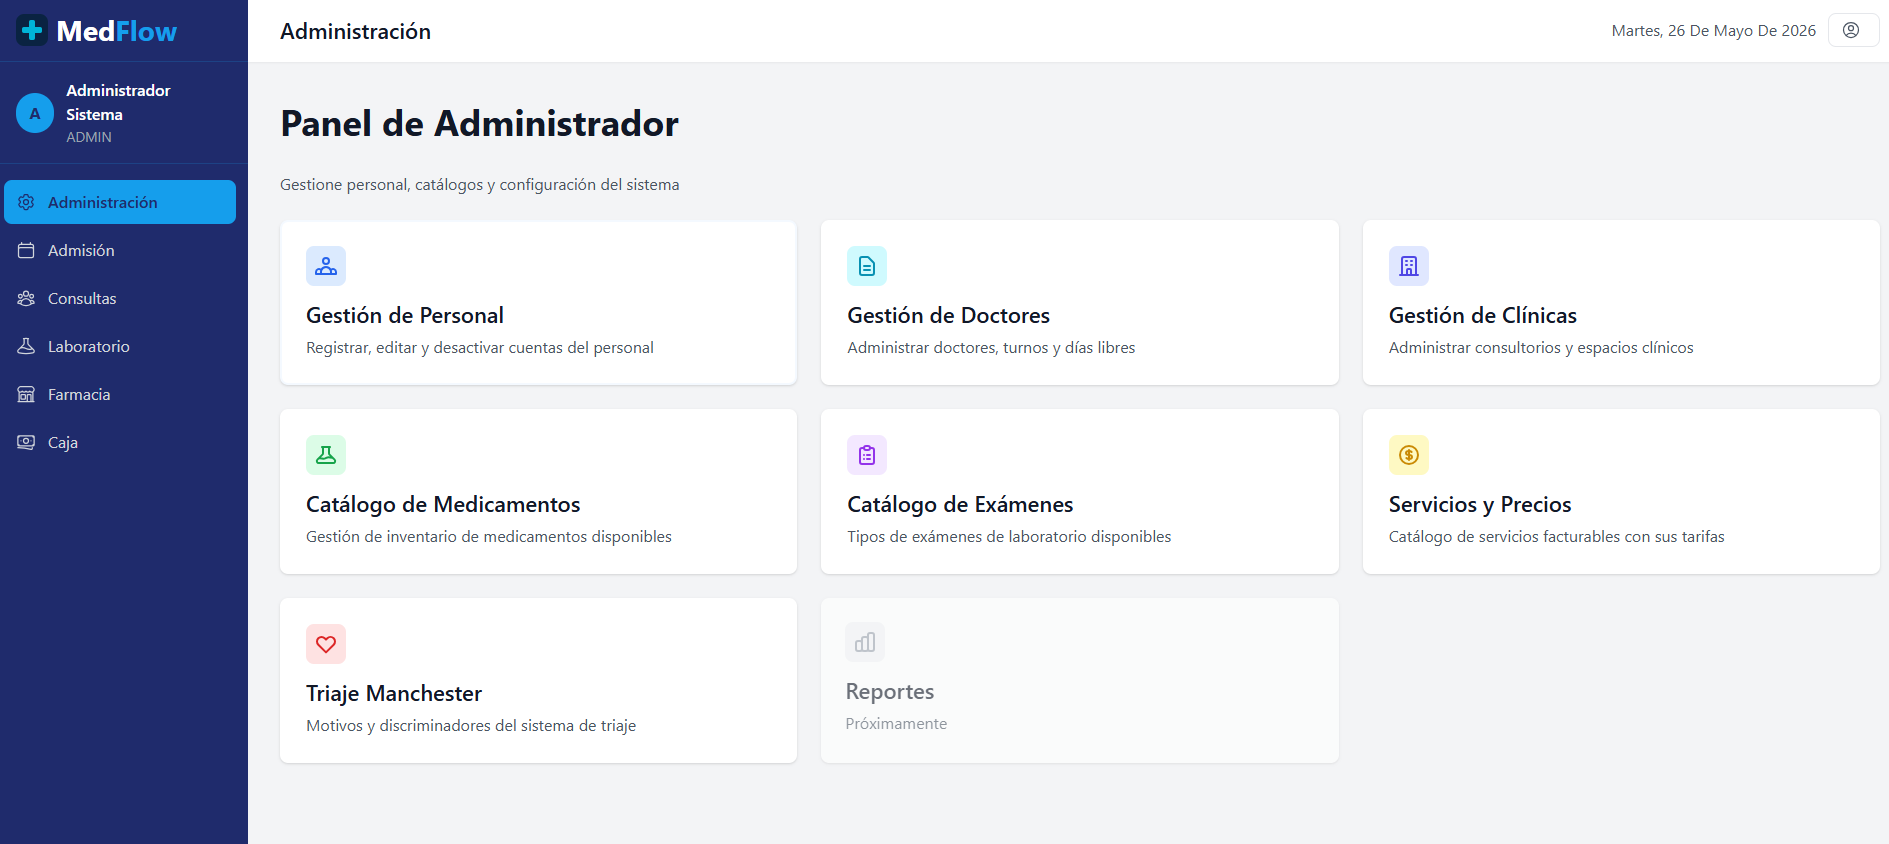 MedFlow
Administración
Martes, 26 De Mayo De 2026
A
Administrador
Sistema
ADMIN
Administración
Admisión
Consultas
Laboratorio
Farmacia
Caja
Panel de Administrador
Gestione personal, catálogos y configuración del sistema
Gestión de Personal
Registrar, editar y desactivar cuentas del personal
Gestión de Doctores
Administrar doctores, turnos y días libres
Gestión de Clínicas
Administrar consultorios y espacios clínicos
Catálogo de Medicamentos
Gestión de inventario de medicamentos disponibles
Catálogo de Exámenes
Tipos de exámenes de laboratorio disponibles
Servicios y Precios
Catálogo de servicios facturables con sus tarifas
Triaje Manchester
Motivos y discriminadores del sistema de triaje
Reportes
Próximamente